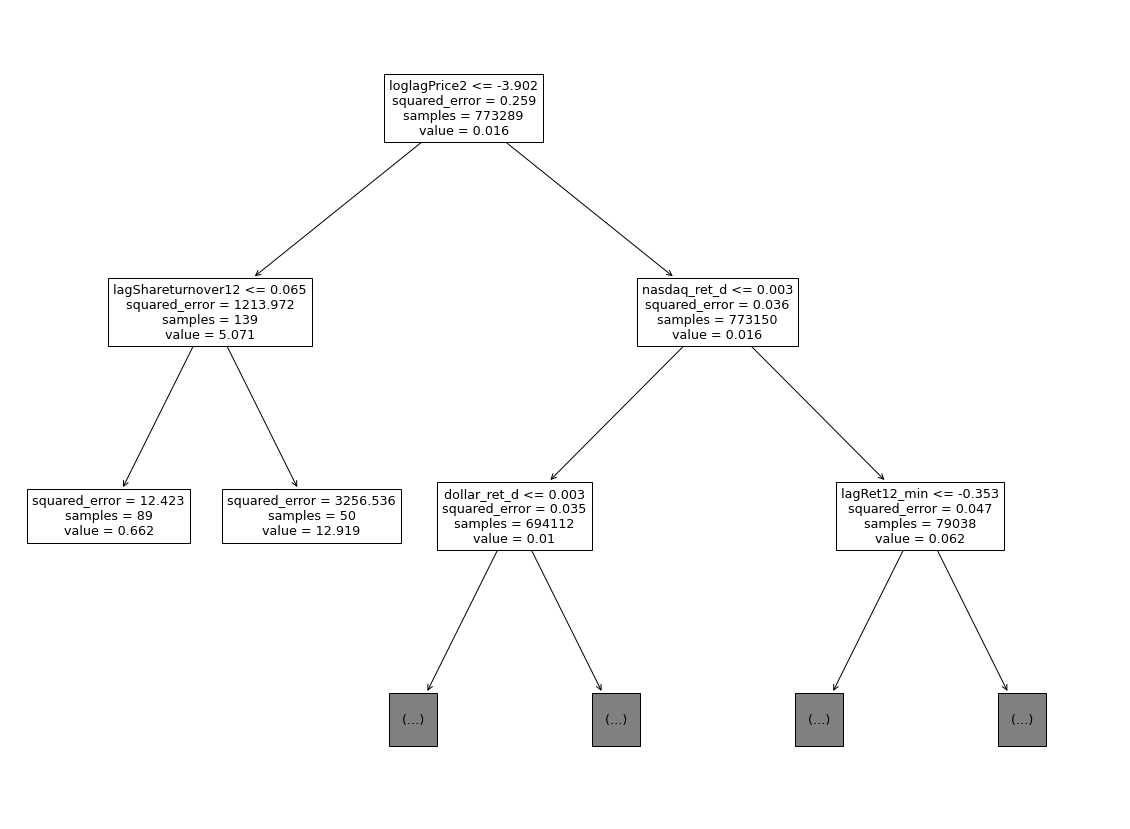 loglagPrice2 <= -3.902
squared_error = 0.259
samples = 773289
value = 0.016
lagShareturnover12 <= 0.065
squared_error = 1213.972
samples = 139
value = 5.071
nasdaq_ret_d <= 0.003
squared_error = 0.036
samples = 773150
value = 0.016
squared_error = 12.423
samples = 89
value = 0.662
squared_error = 3256.536
samples = 50
value = 12.919
dollar_ret_d <= 0.003
squared_error = 0.035
samples = 694112
value = 0.01
lagRet12_min <= -0.353
squared_error = 0.047
samples = 79038
value = 0.062
(...)
(...)
(...)
(...)